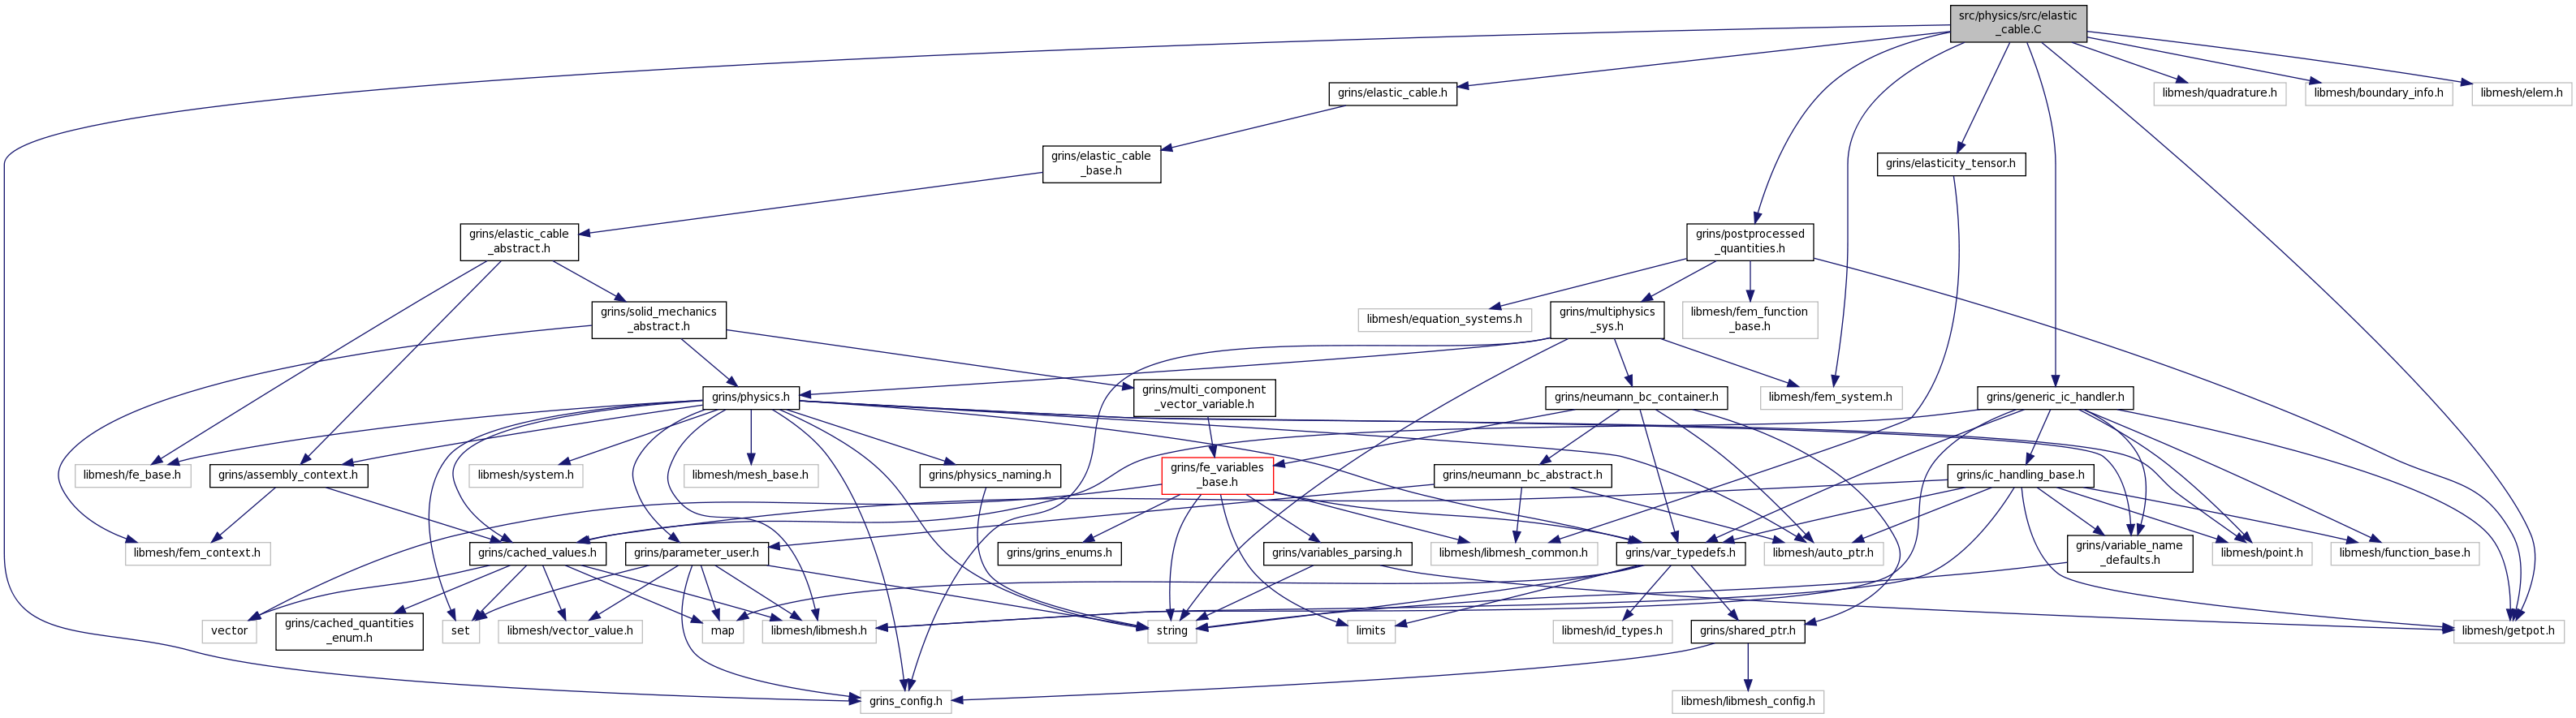 src/physics/src/elastic
_cable.C
grins/elastic_cable.h
libmesh/quadrature.h
libmesh/boundary_info.h
libmesh/elem.h
grins/elastic_cable
_base.h
grins/elasticity_tensor.h
grins/elastic_cable
_abstract.h
grins/postprocessed
_quantities.h
grins/solid_mechanics
_abstract.h
libmesh/equation_systems.h
grins/multiphysics
_sys.h
libmesh/fem_function
_base.h
grins/physics.h
grins/multi_component
_vector_variable.h
grins/neumann_bc_container.h
libmesh/fem_system.h
grins/generic_ic_handler.h
libmesh/fe_base.h
grins/assembly_context.h
libmesh/system.h
libmesh/mesh_base.h
grins/physics_naming.h
grins/fe_variables
_base.h
grins/neumann_bc_abstract.h
grins/ic_handling_base.h
libmesh/fem_context.h
grins/cached_values.h
grins/parameter_user.h
grins/grins_enums.h
grins/variables_parsing.h
libmesh/libmesh_common.h
grins/var_typedefs.h
libmesh/auto_ptr.h
grins/variable_name
_defaults.h
libmesh/point.h
libmesh/function_base.h
vector
grins/cached_quantities
_enum.h
set
libmesh/vector_value.h
map
libmesh/libmesh.h
string
limits
libmesh/id_types.h
grins/shared_ptr.h
libmesh/getpot.h
grins_config.h
libmesh/libmesh_config.h